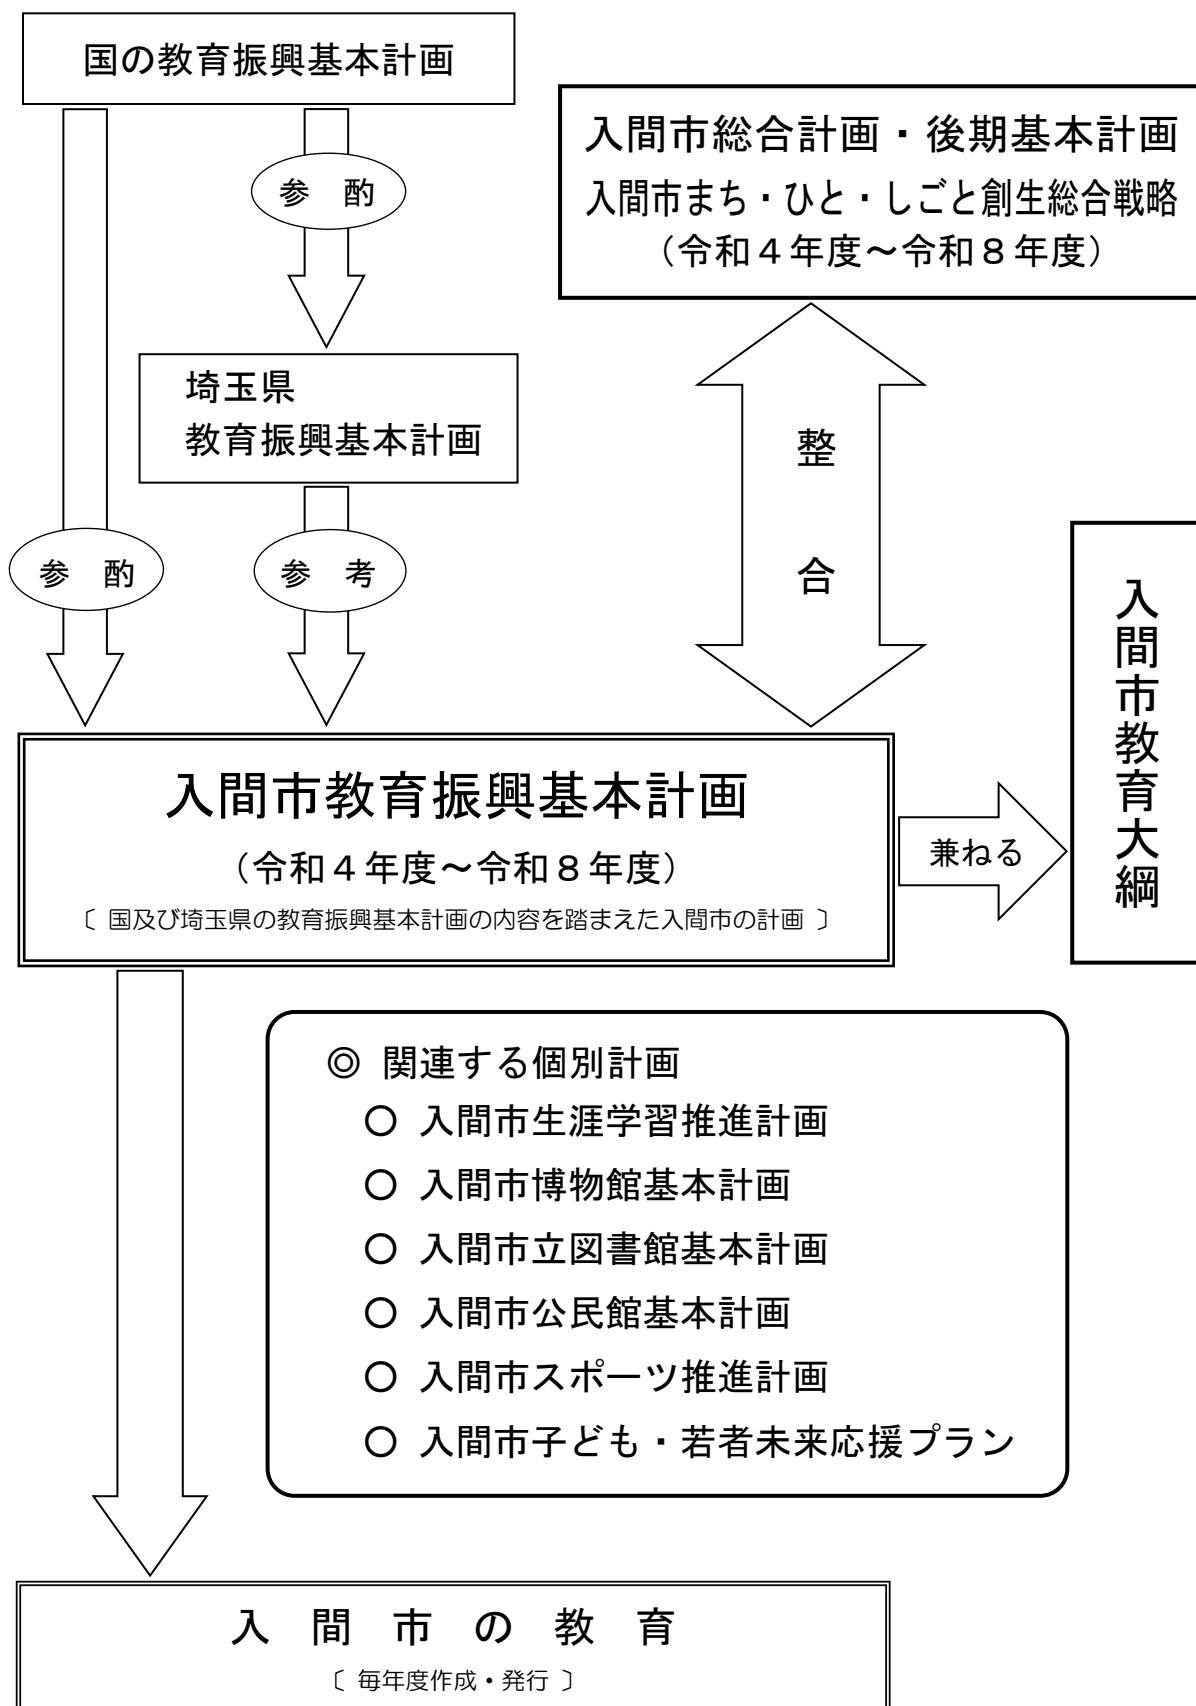 国の教育振興基本計画
参　酌
入間市総合計画・後期基本計画
入間市まち・ひと・しごと創生総合戦略
（令和４年度～令和８年度）
埼玉県
教育振興基本計画
整
合
参　酌
参　考
入間市教育大綱
入間市教育振興基本計画
（令和４年度～令和８年度）
〔 国及び埼玉県の教育振興基本計画の内容を踏まえた入間市の計画 〕
兼ねる
◎ 関連する個別計画
○ 入間市生涯学習推進計画
○ 入間市博物館基本計画
○ 入間市立図書館基本計画
○ 入間市公民館基本計画
○ 入間市スポーツ推進計画
○ 入間市子ども・若者未来応援プラン
入　間　市　の　教　育
〔 毎年度作成・発行 〕